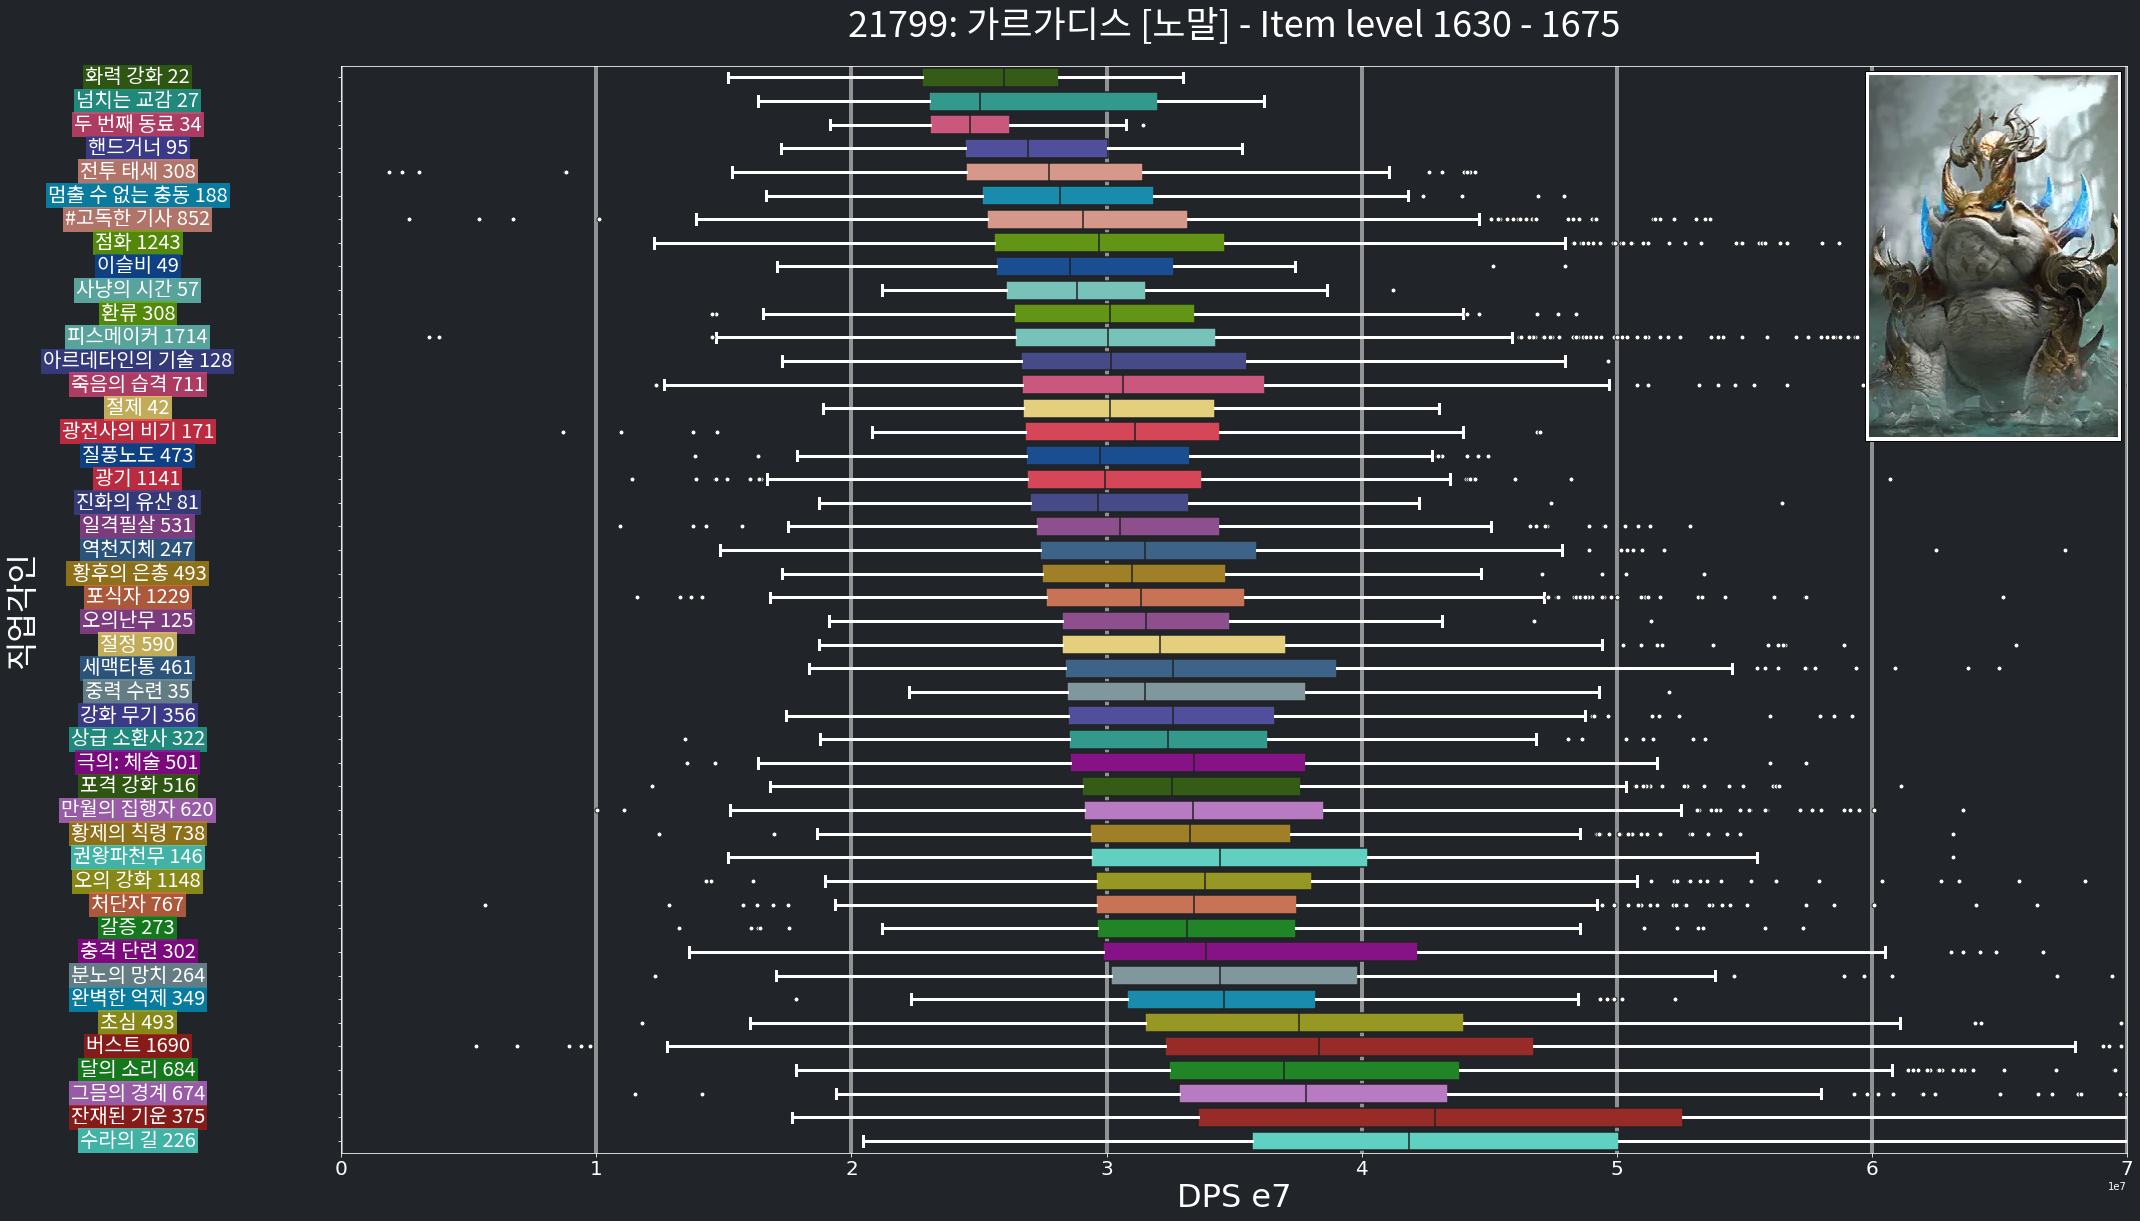 21799: 가르가디스 [노말] - Item level 1630 - 1675
화력 강화 22
넘치는 교감 27
두 번째 동료 34
핸드거너 95
전투 태세 308
멈출 수 없는 충동 188
#고독한 기사 852
점화 1243
이슬비 49
사냥의 시간 57
환류 308
피스메이커 1714
아르데타인의 기술 128
죽음의 습격 711
절제 42
광전사의 비기 171
질풍노도 473
광기 1141
진화의 유산 81
일격필살 531
역천지체 247
황후의 은총 493
포식자 1229
오의난무 125
절정 590
세맥타통 461
중력 수련 35
강화 무기 356
상급 소환사 322
극의: 체술 501
포격 강화 516
만월의 집행자 620
황제의 칙령 738
권왕파천무 146
오의 강화 1148
처단자 767
갈증 273
충격 단련 302
분노의 망치 264
완벽한 억제 349
초심 493
버스트 1690
달의 소리 684
그믐의 경계 674
잔재된 기운 375
수라의 길 226
직업각인
0 1 2 3 4 5 6 7
1e7
DPS e7